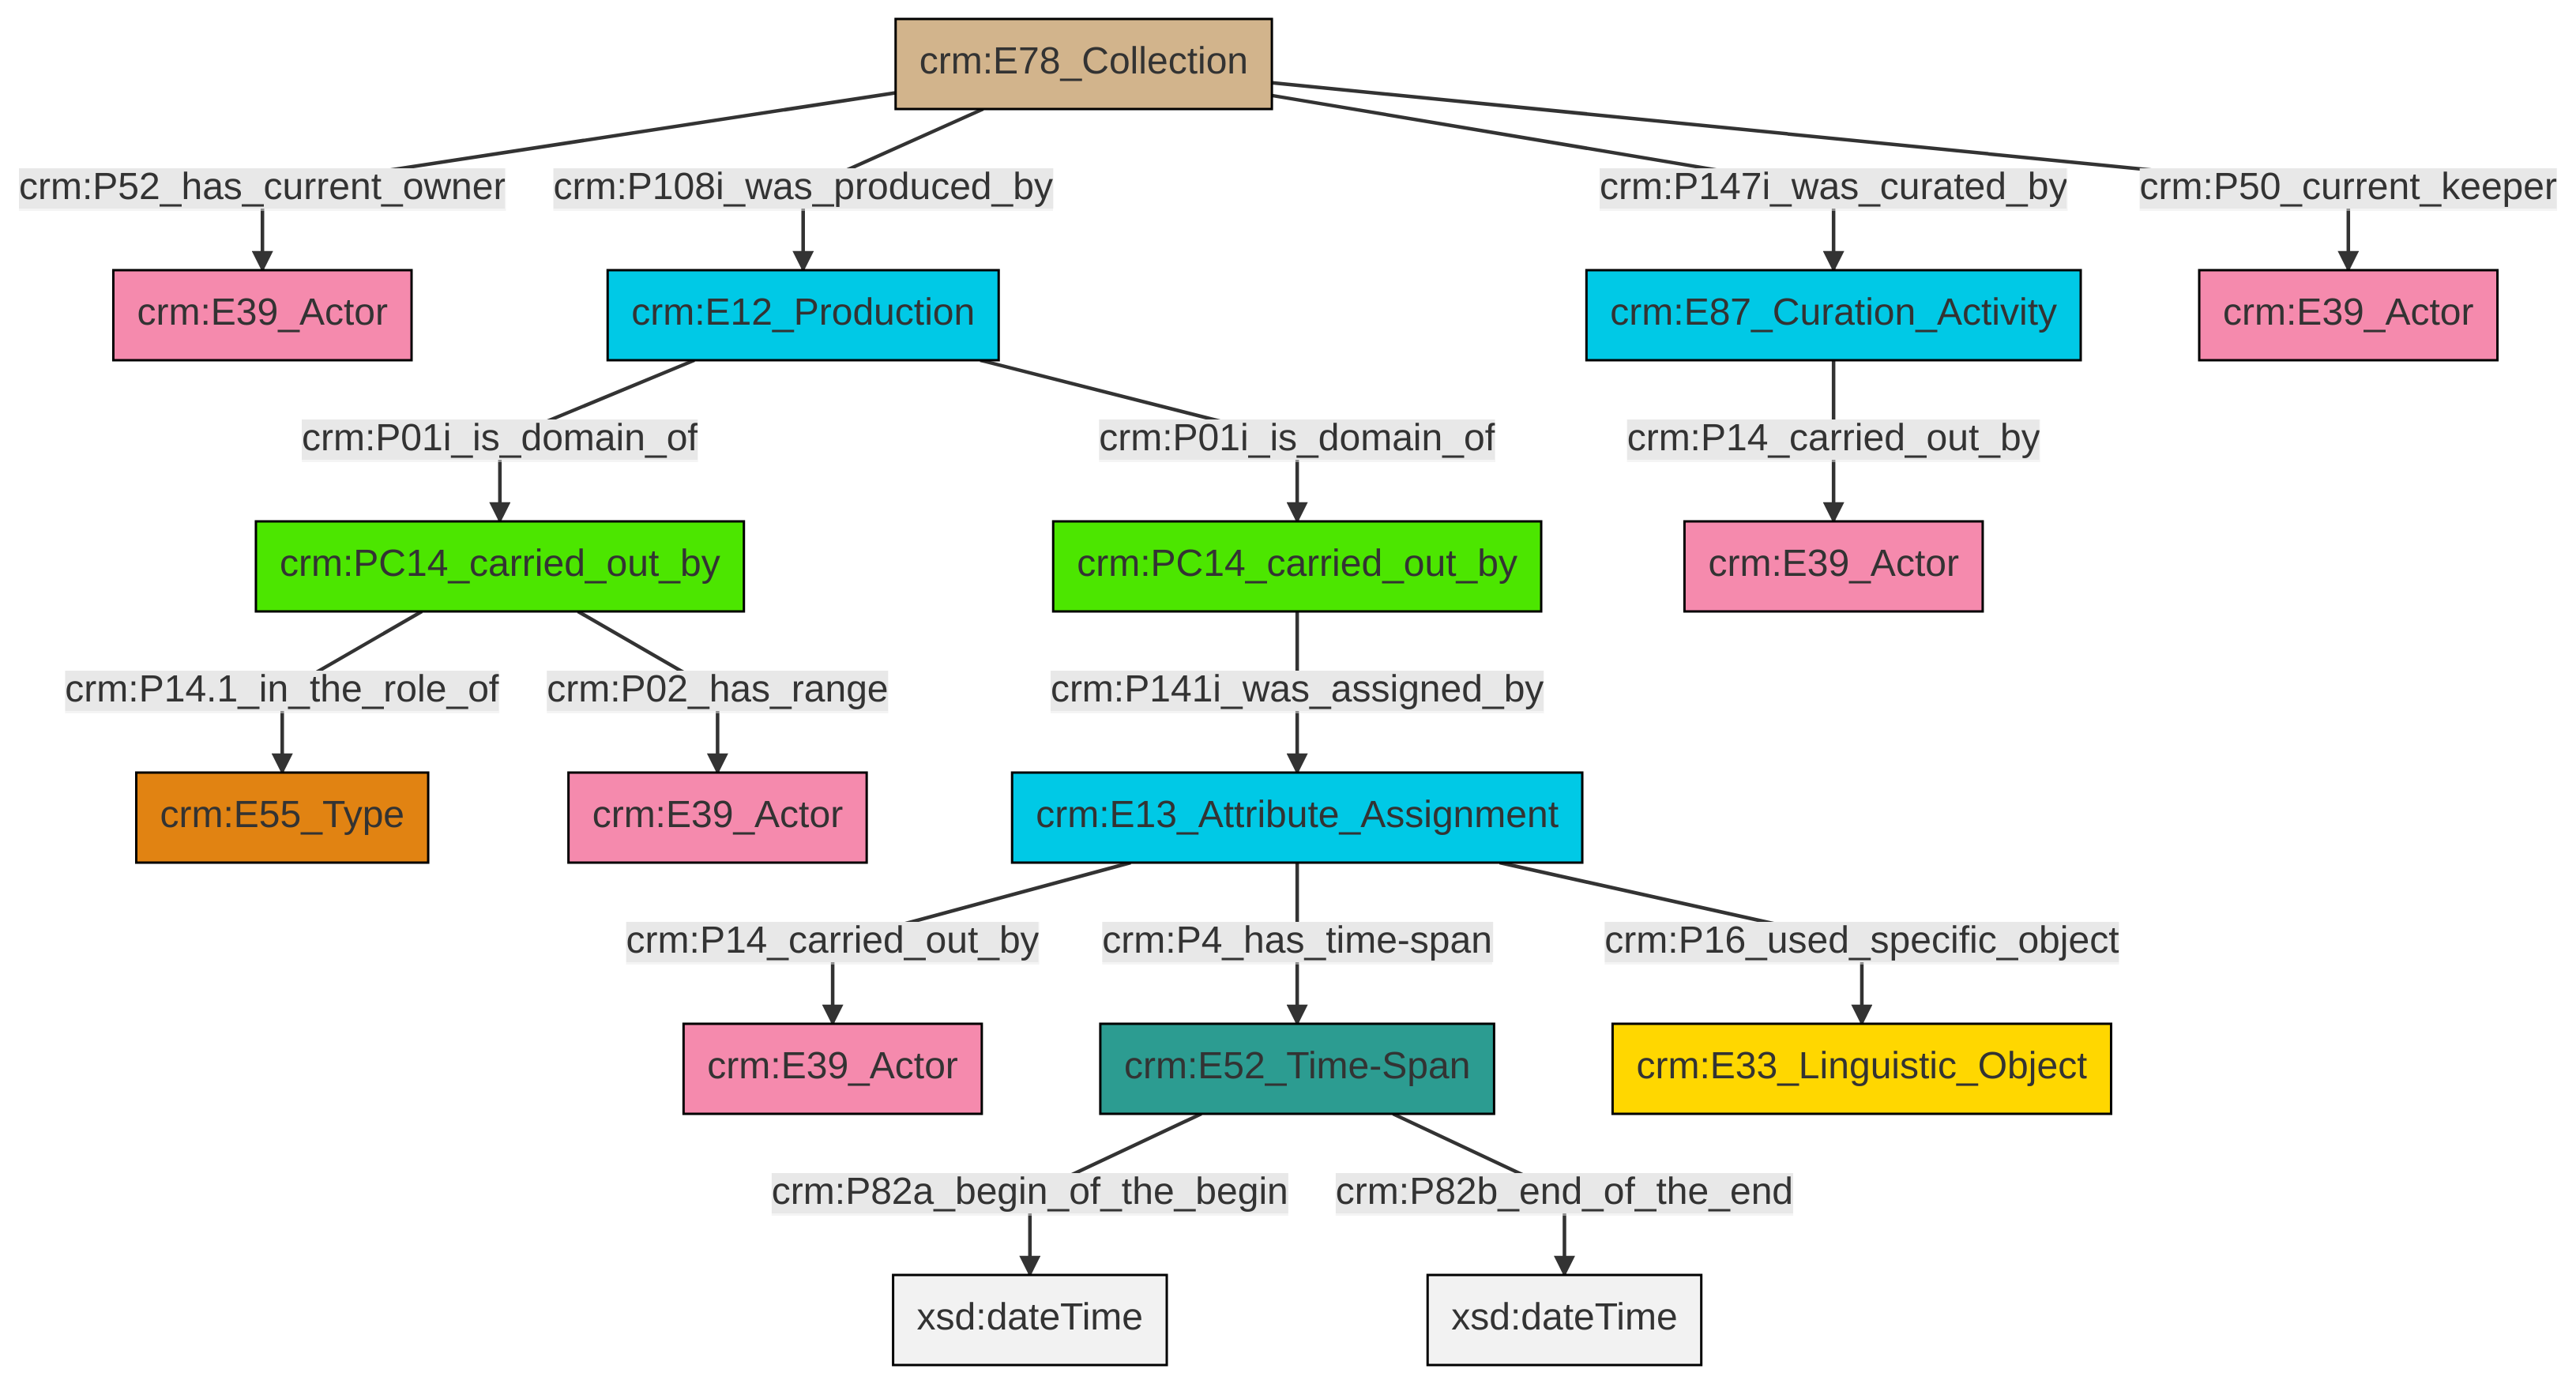 crm:E78_Collection
crm:P52_has_current_owner
crm:P108i_was_produced_by
crm:P147i_was_curated_by
crm:P50_current_keeper
crm:E39_Actor
crm:E12_Production
crm:E87_Curation_Activity
crm:E39_Actor
crm:P01i_is_domain_of
crm:P01i_is_domain_of
crm:P14_carried_out_by
crm:PC14_carried_out_by
crm:PC14_carried_out_by
crm:E39_Actor
crm:P14.1_in_the_role_of
crm:P02_has_range
crm:P141i_was_assigned_by
crm:E55_Type
crm:E39_Actor
crm:E13_Attribute_Assignment
crm:P14_carried_out_by
crm:P4_has_time-span
crm:P16_used_specific_object
crm:E39_Actor
crm:E52_Time-Span
crm:E33_Linguistic_Object
crm:P82a_begin_of_the_begin
crm:P82b_end_of_the_end
xsd:dateTime
xsd:dateTime